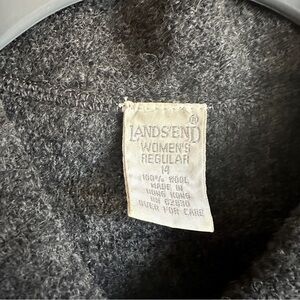 LANDS'END®
WOMEN'S
REGULAR
14
100% WOOL
MADE IN
HONG KONG
RN 62830
OVER FOR CARE